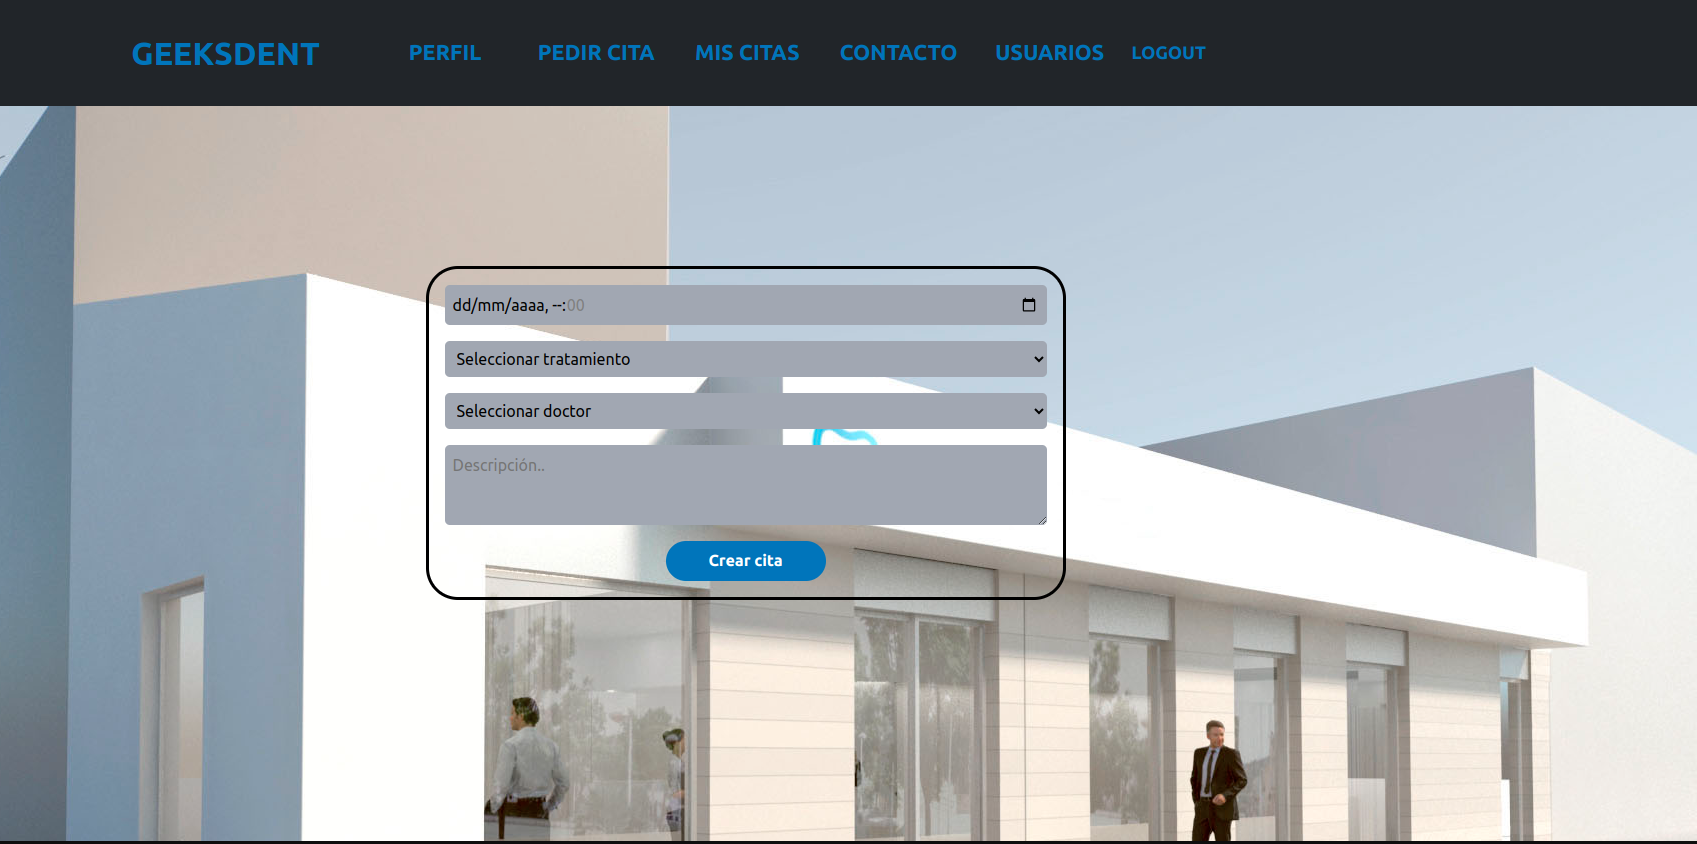 GEEKSDENT PERFIL PEDIR CITA MIS CITAS CONTACTO USUARIOS LOGOUT
dd/mm/aaaa, --:00
Seleccionar tratamiento
Seleccionar doctor
Descripción..
Crear cita